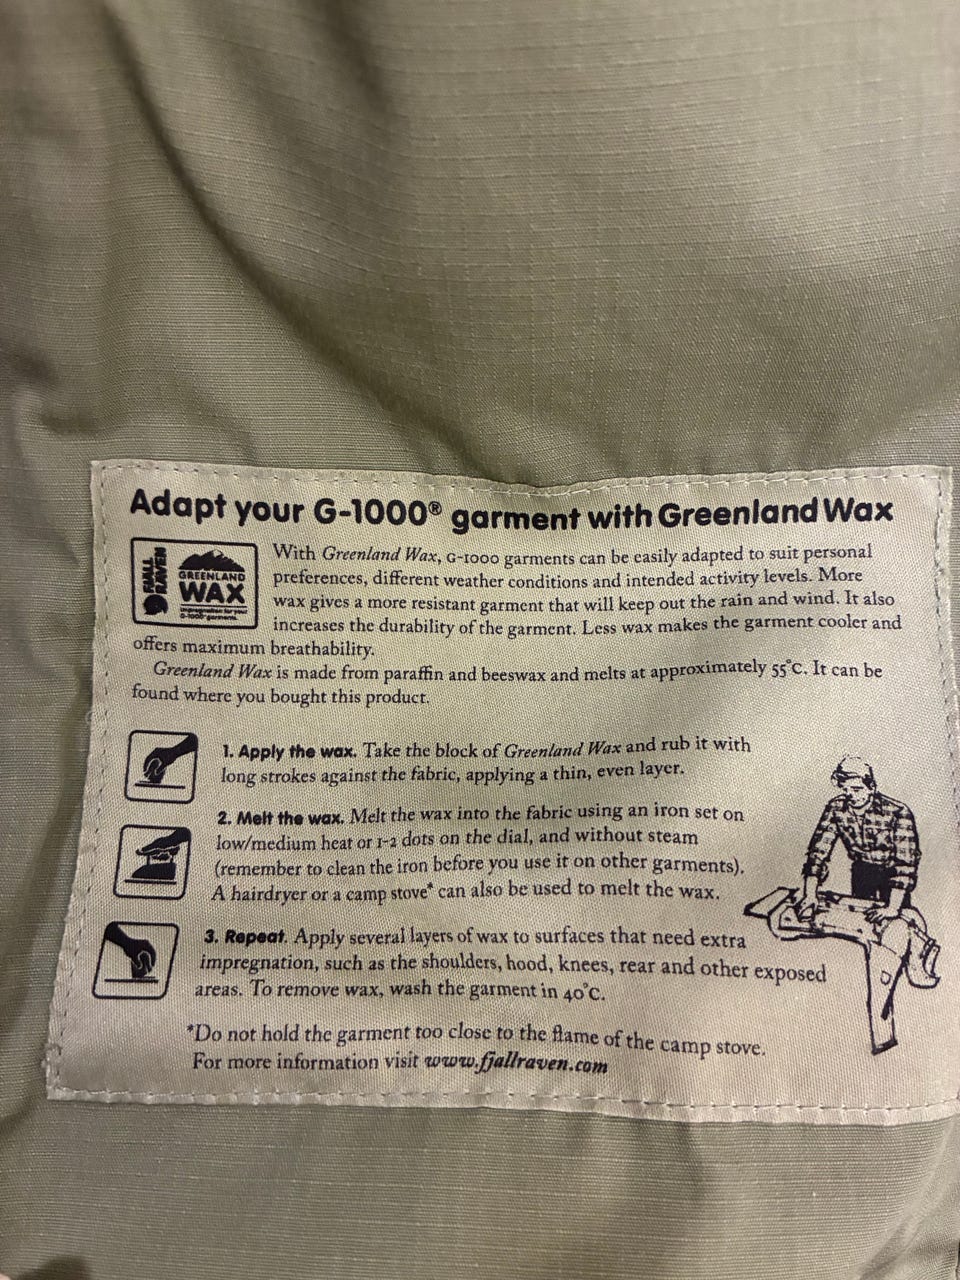 Adapt your G-1000® garment with Greenland Wax
FJALL
RAVEN
GREENLAND
WAX
impregnation for your
G-1000® garments.
With Greenland Wax, G-1000 garments can be easily adapted to suit personal
preferences, different weather conditions and intended activity levels. More
wax gives a more resistant garment that will keep out the rain and wind. It also
increases the durability of the garment. Less wax makes the garment cooler and
offers maximum breathability.
Greenland Wax is made from paraffin and beeswax and melts at approximately 55°C. It can be
found where you bought this product.
1. Apply the wax. Take the block of Greenland Wax and rub it with
long strokes against the fabric, applying a thin, even layer.
2. Melt the wax. Melt the wax into the fabric using an iron set on
low/medium heat or 1-2 dots on the dial, and without steam
(remember to clean the iron before you use it on other garments).
A hairdryer or a camp stove* can also be used to melt the wax.
3. Repeat. Apply several layers of wax to surfaces that need extra
impregnation, such as the shoulders, hood, knees, rear and other exposed
areas. To remove wax, wash the garment in 40°C.
*Do not hold the garment too close to the flame of the camp stove.
For more information visit www.fjallraven.com